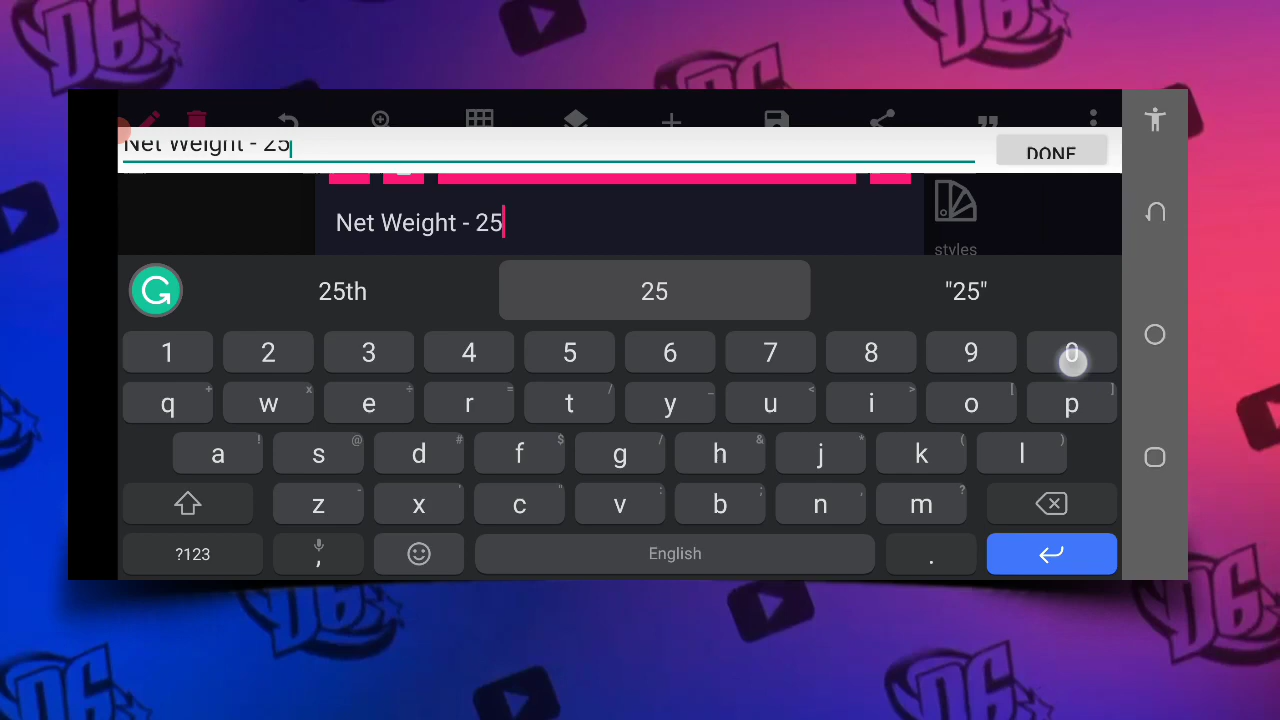 Net Weight - 25
DONE
Net Weight - 25
styles
25th 25 "25"
1 2 3 4 5 6 7 8 9 0
q + w x e ÷ r = t / y _ u < i > o [ p ]
a ! s @ d # f $ g / h & j * k ( l )
z - x ' c " v : b ; n , m ?
?123 , English .